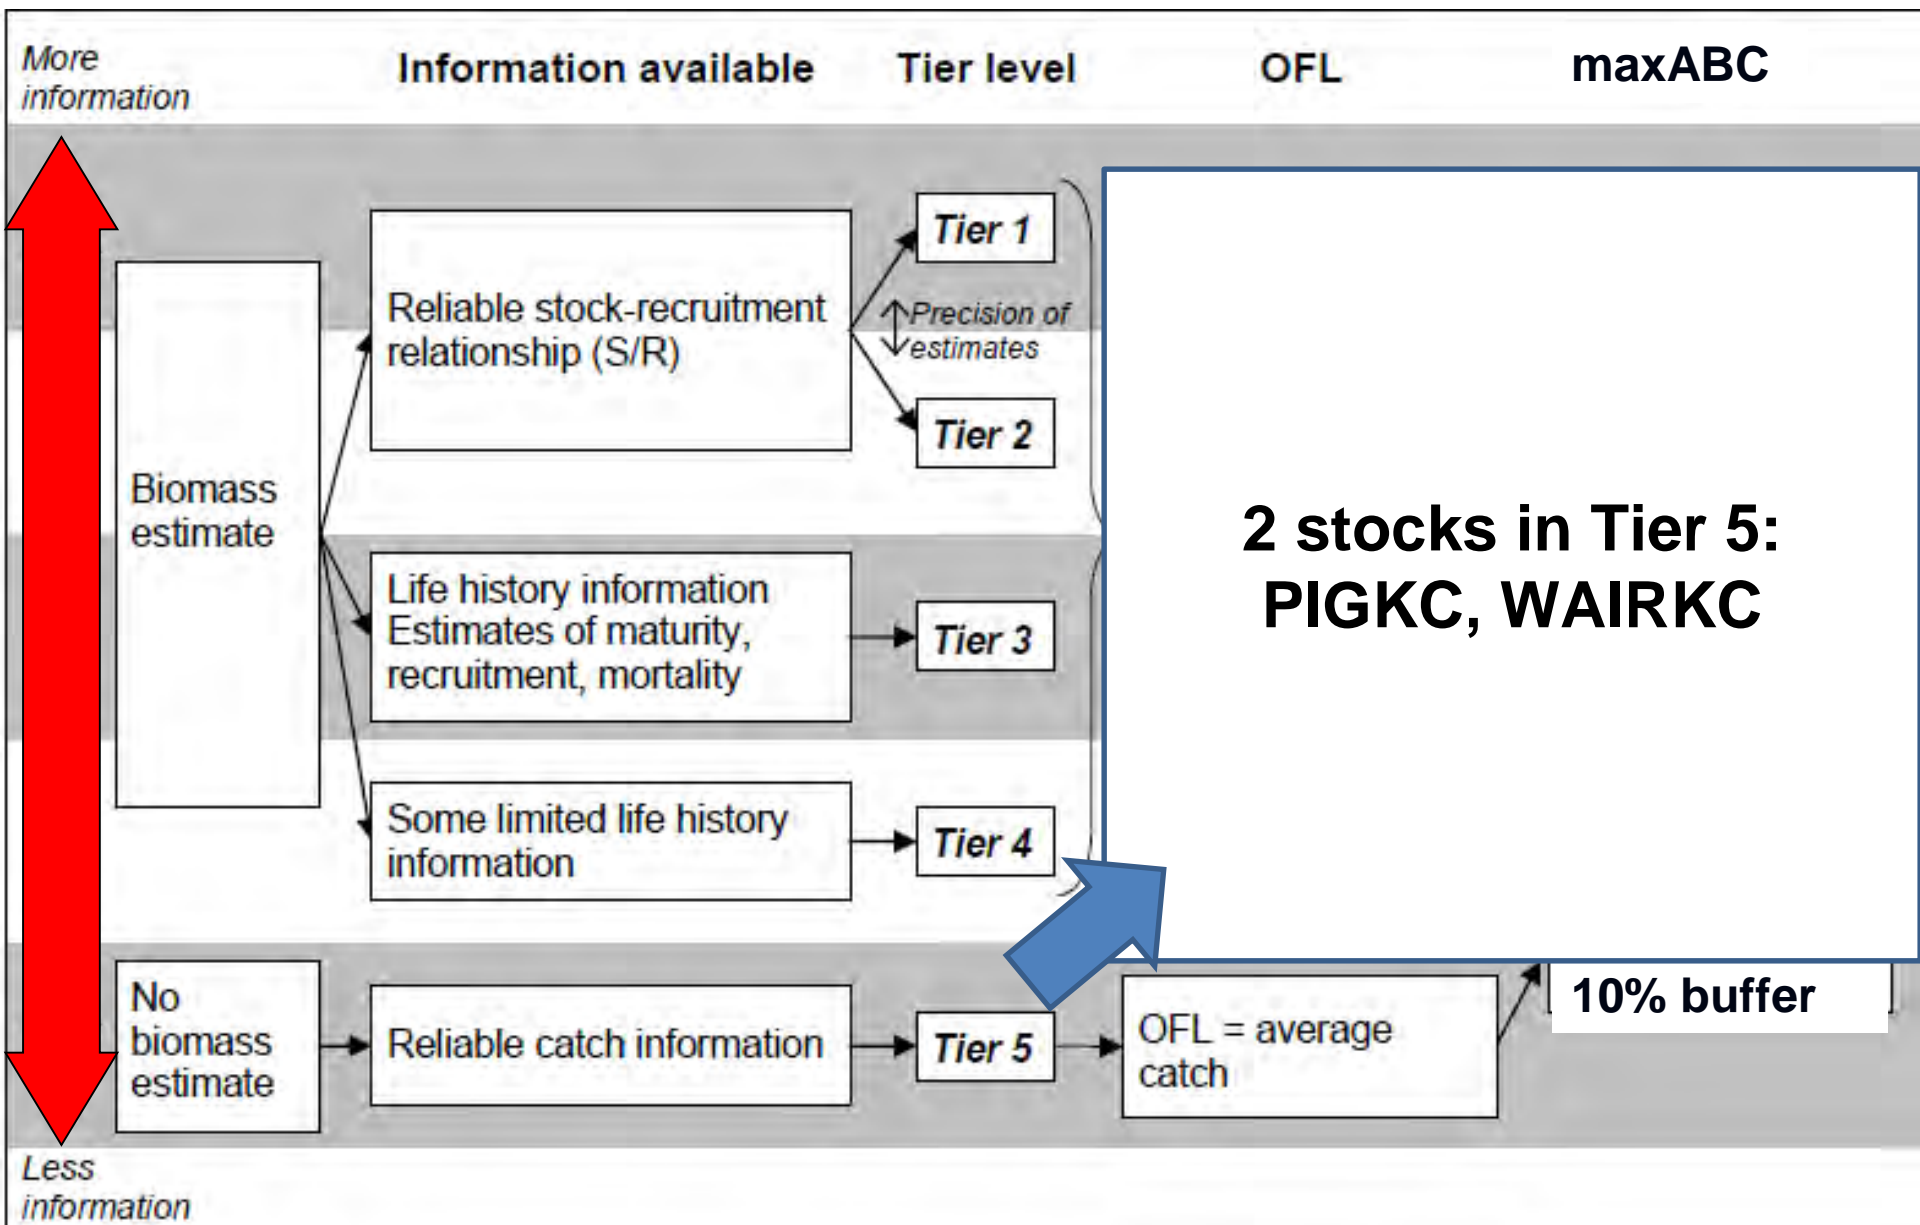 More
information
Information available
Tier level
OFL
maxABC
Biomass
estimate
Reliable stock-recruitment
relationship (S/R)
Tier 1
Precision of
estimates
Tier 2
Life history information
Estimates of maturity,
recruitment, mortality
Tier 3
Some limited life history
information
Tier 4
2 stocks in Tier 5:
PIGKC, WAIRKC
No
biomass
estimate
Reliable catch information
Tier 5
OFL = average
catch
10% buffer
Less
information